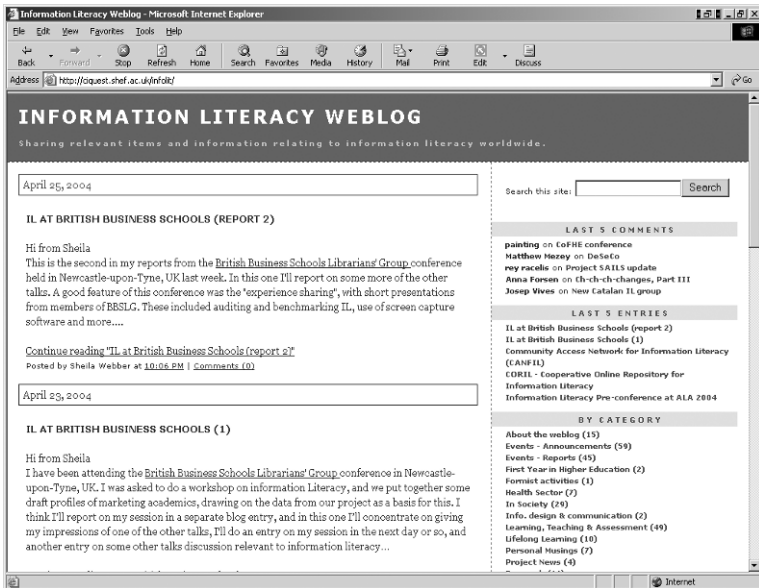 Information Literacy Weblog - Microsoft Internet Explorer
File Edit View Favorites Tools Help
Back Forward Stop Refresh Home Search Favorites Media History Mail Print Edit Discuss
Address http://ciquest.shef.ac.uk/infolit/ Go
INFORMATION LITERACY WEBLOG
Sharing relevant items and information relating to information literacy worldwide.
April 25, 2004
IL AT BRITISH BUSINESS SCHOOLS (REPORT 2)
Hi from Sheila
This is the second in my reports from the British Business Schools Librarians' Group conference
held in Newcastle-upon-Tyne, UK last week. In this one I'll report on some more of the other
talks. A good feature of this conference was the "experience sharing", with short presentations
from members of BBSLG. These included auditing and benchmarking IL, use of screen capture
software and more....
Continue reading "IL at British Business Schools (report 2)"
Posted by Sheila Webber at 10:06 PM | Comments (0)
April 23, 2004
IL AT BRITISH BUSINESS SCHOOLS (1)
Hi from Sheila
I have been attending the British Business Schools Librarians' Group conference in Newcastle-
upon-Tyne, UK. I was asked to do a workshop on information Literacy, and we put together some
draft profiles of marketing academics, drawing on the data from our project as a basis for this. I
think I'll report on my session in a separate blog entry, and in this one I'll concentrate on giving
my impressions of one of the other talks, I'll do an entry on my session in the next day or so, and
another entry on some other talks discussion relevant to information literacy...
Search this site: Search
LAST 5 COMMENTS
painting on CoFHE conference
Matthew Mezey on DeSeCo
rey racelis on Project SAILS update
Anna Forsen on Ch-ch-ch-changes, Part III
Josep Vives on New Catalan IL group
LAST 5 ENTRIES
IL at British Business Schools (report 2)
IL at British Business Schools (1)
Community Access Network for Information Literacy
(CANFIL)
CORIL - Cooperative Online Repository for
Information Literacy
Information Literacy Pre-conference at ALA 2004
BY CATEGORY
About the weblog (15)
Events - Announcements (59)
Events - Reports (45)
First Year in Higher Education (2)
Formist activities (1)
Health Sector (7)
In Society (29)
Info. design & communication (2)
Learning, Teaching & Assessment (49)
Lifelong Learning (10)
Personal Musings (7)
Project News (4)
Internet